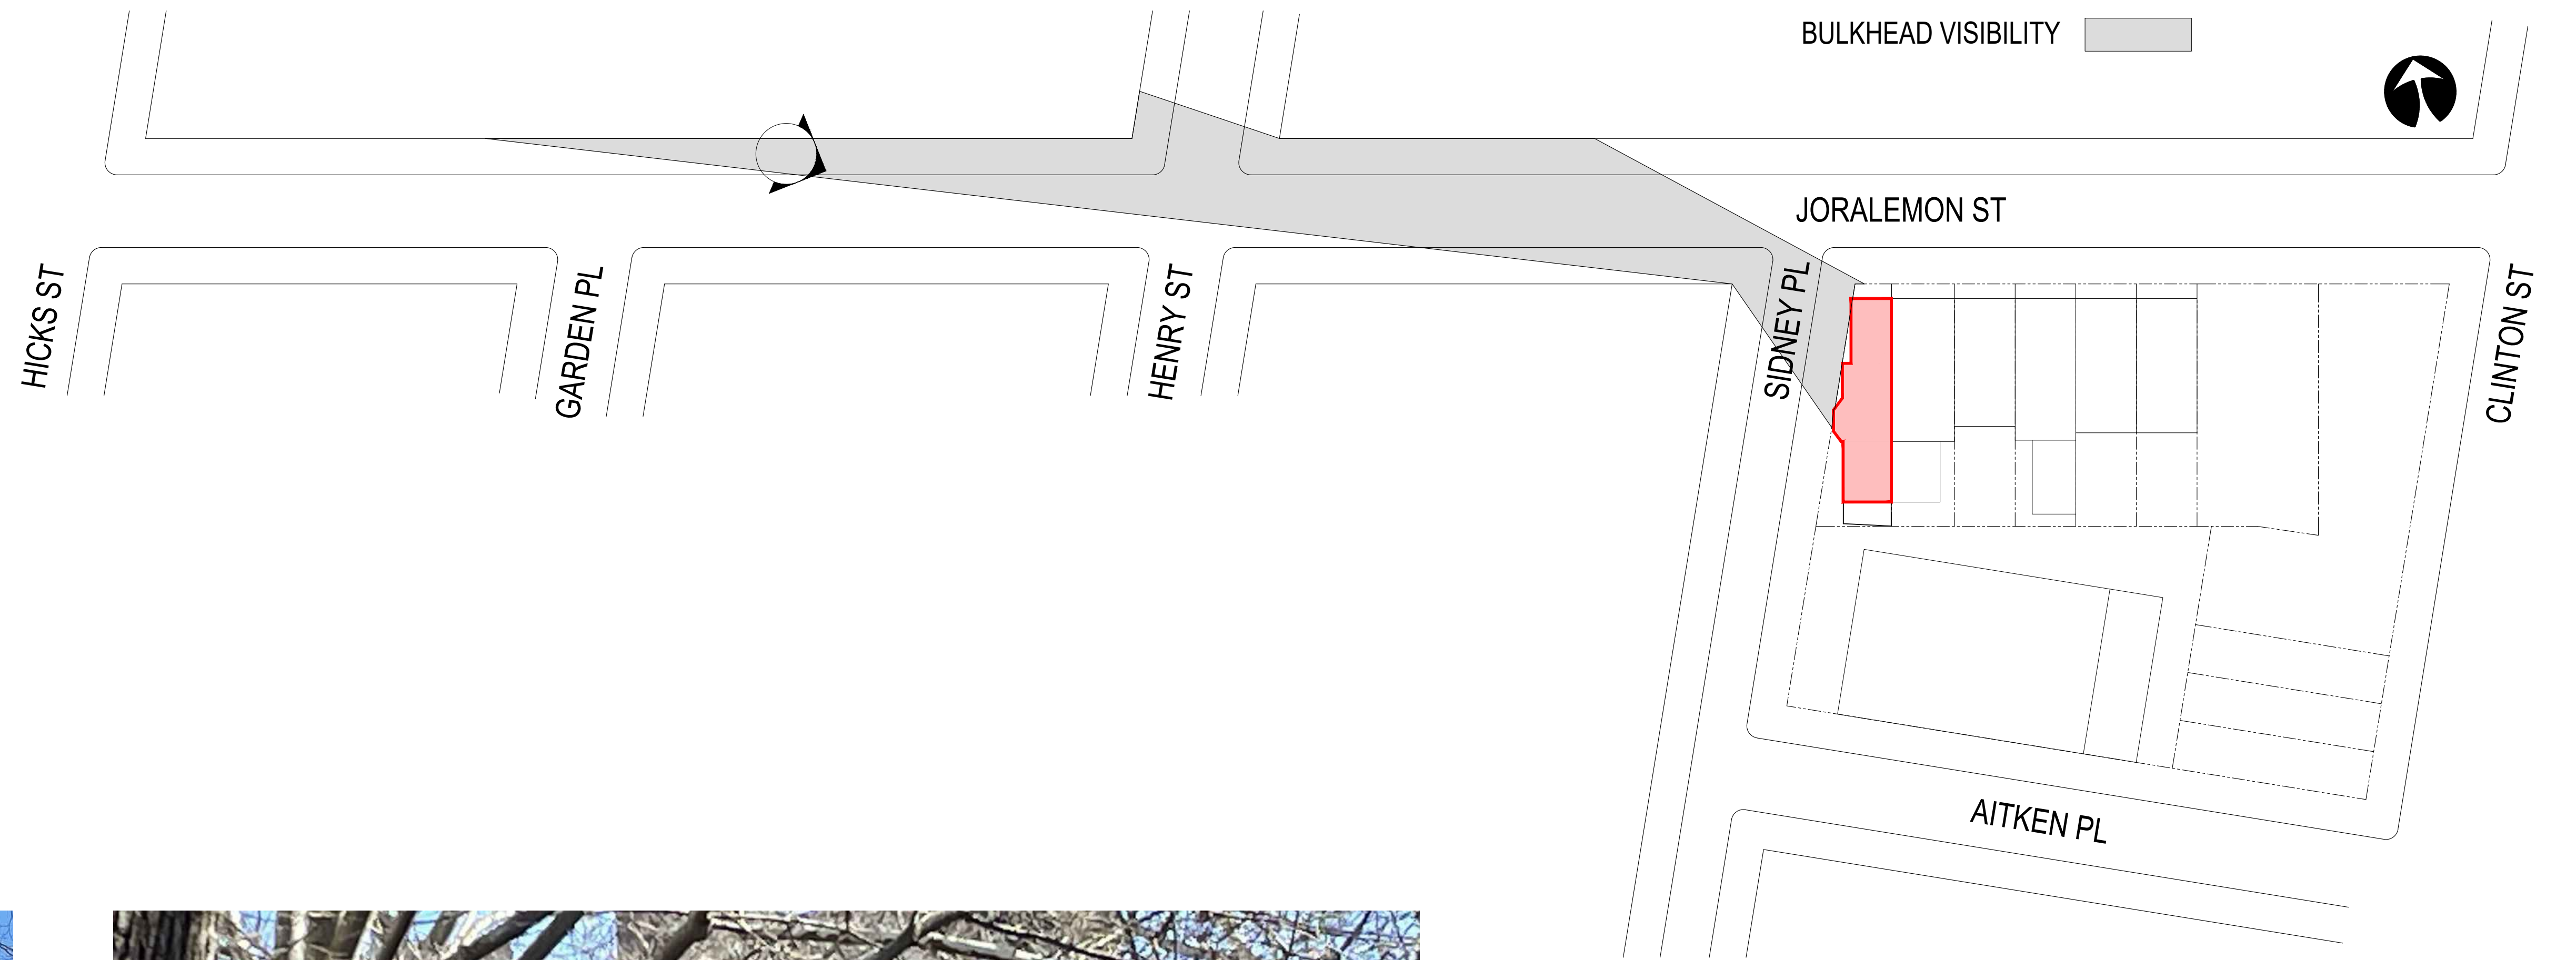 BULKHEAD VISIBILITY
JORALEMON ST
HICKS ST
GARDEN PL
HENRY ST
SIDNEY PL
CLINTON ST
AITKEN PL